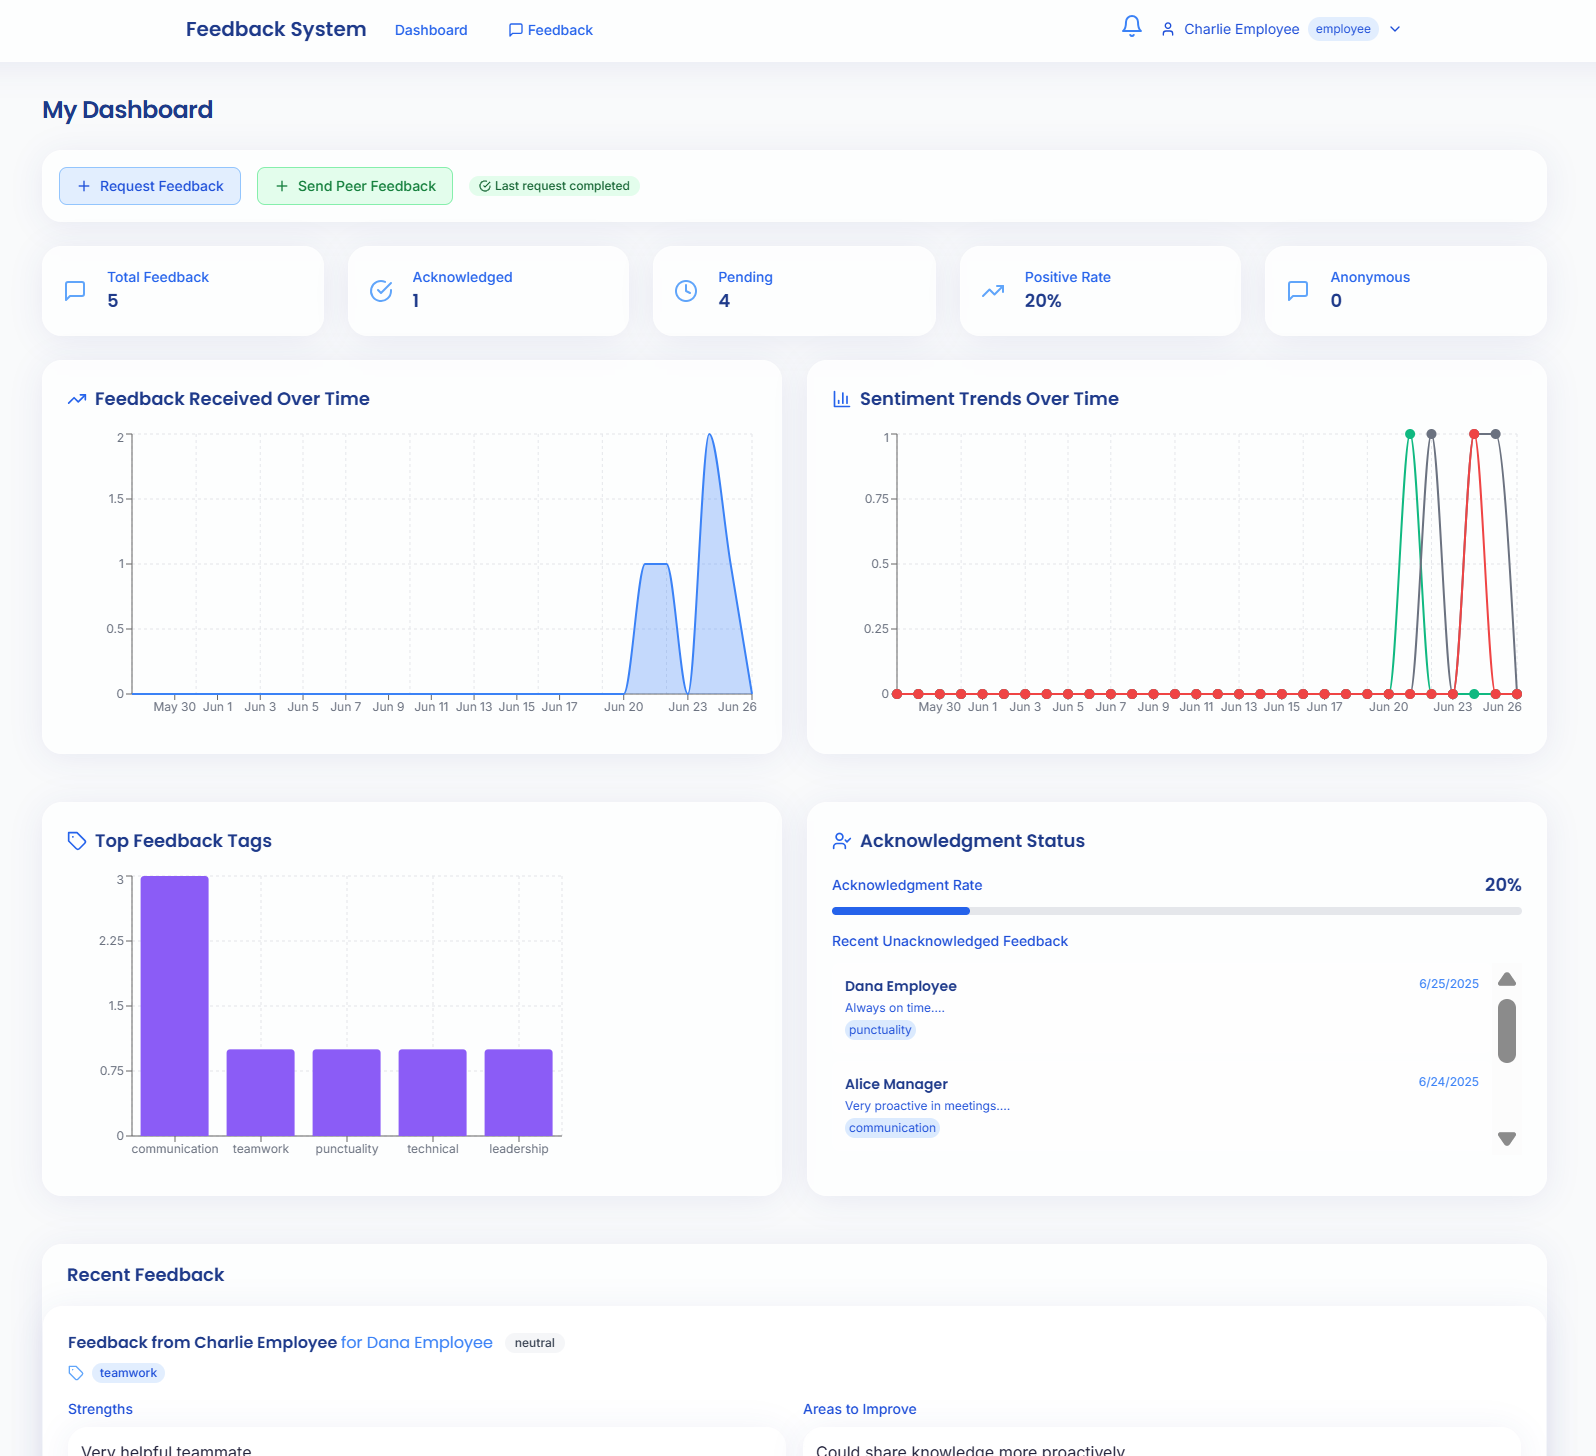 Feedback System
Dashboard
Feedback
Charlie Employee
employee
My Dashboard
Request Feedback
Send Peer Feedback
Last request completed
Total Feedback
5
Acknowledged
1
Pending
4
Positive Rate
20%
Anonymous
0
Feedback Received Over Time
2
1.5
1
0.5
0
May 30 Jun 1 Jun 3 Jun 5 Jun 7 Jun 9 Jun 11 Jun 13 Jun 15 Jun 17 Jun 20 Jun 23 Jun 26
Sentiment Trends Over Time
1
0.75
0.5
0.25
0
May 30 Jun 1 Jun 3 Jun 5 Jun 7 Jun 9 Jun 11 Jun 13 Jun 15 Jun 17 Jun 20 Jun 23 Jun 26
Top Feedback Tags
3
2.25
1.5
0.75
0
communication teamwork punctuality technical leadership
Acknowledgment Status
Acknowledgment Rate 20%
Recent Unacknowledged Feedback
Dana Employee 6/25/2025
Always on time....
punctuality
Alice Manager 6/24/2025
Very proactive in meetings....
communication
Recent Feedback
Feedback from Charlie Employee for Dana Employee neutral
teamwork
Strengths
Very helpful teammate
Areas to Improve
Could share knowledge more proactively